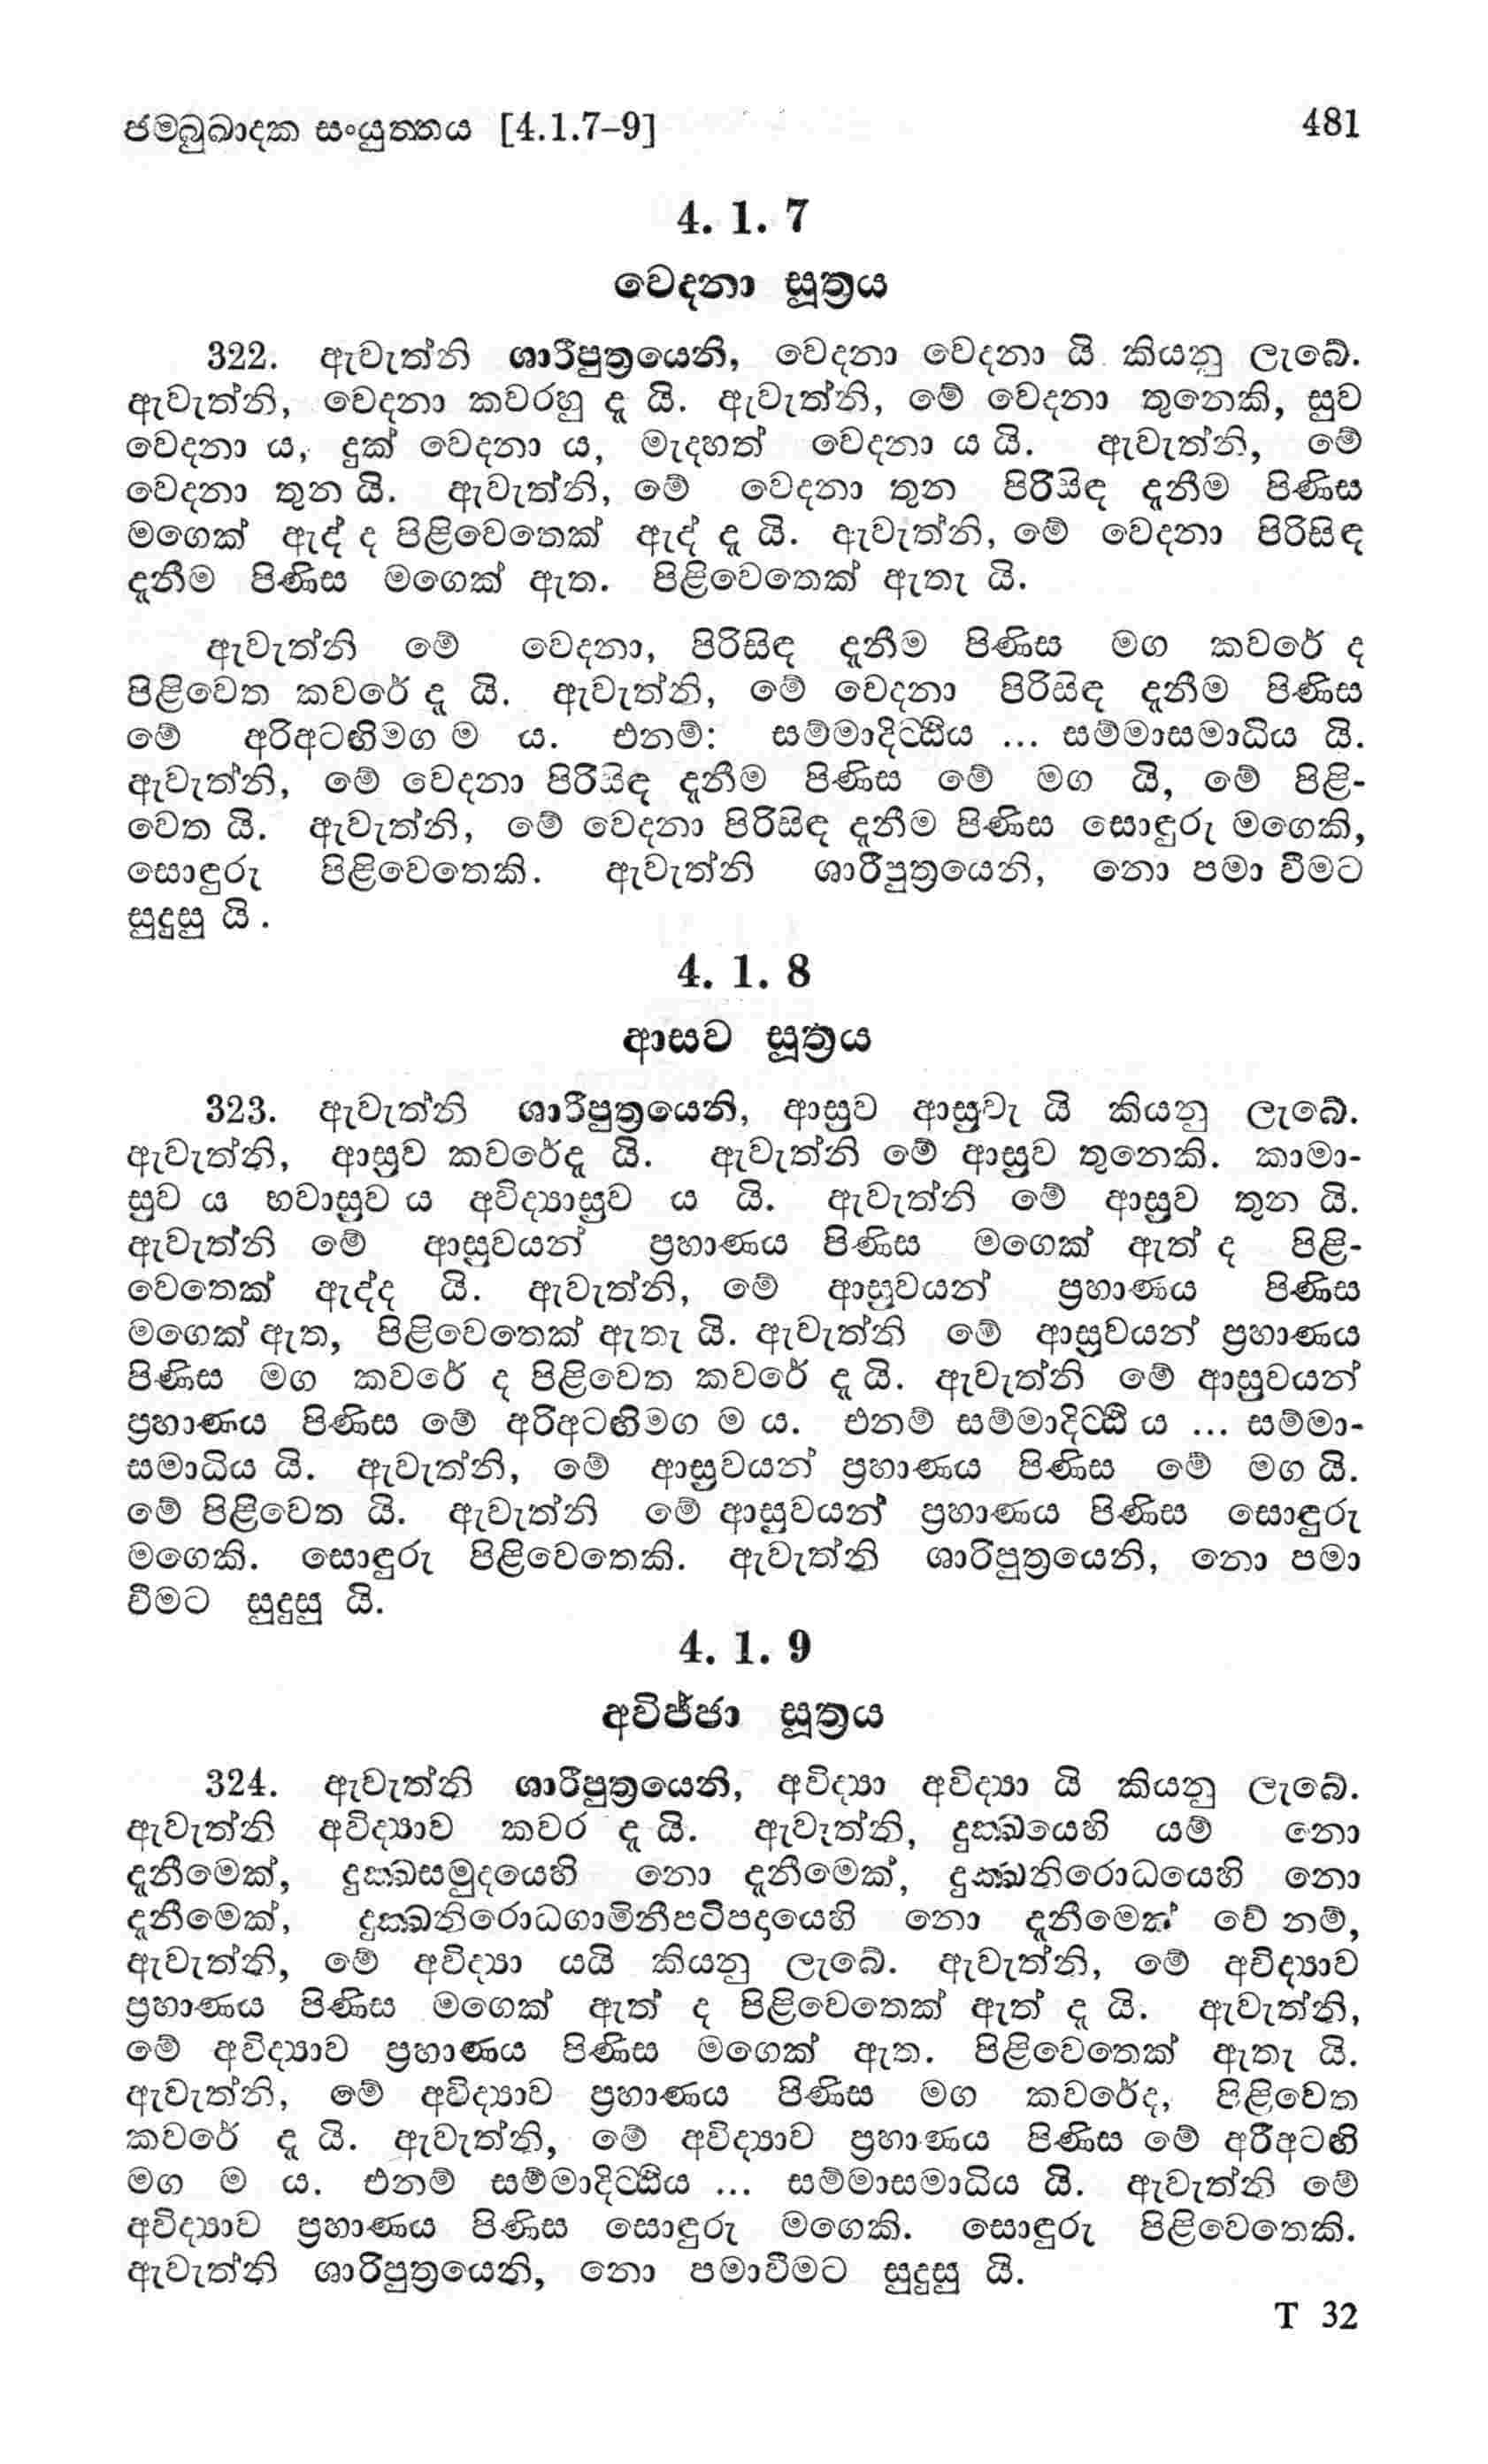 ජම්බුඛාදක සංයුත්තය [4.1.7–9] 481
4. 1. 7
වෙදනා සූත්‍රය
322. ඇවැත්නි ශාරීපුත්‍රයෙනි, වෙදනා වෙදනා යි කියනු ලැබේ.
ඇවැත්නි, වෙදනා කවරහු දැ යි. ඇවැත්නි, මේ වෙදනා තුනෙකි, සුව
වෙදනා ය, දුක් වෙදනා ය, මැදහත් වෙදනා ය යි. ඇවැත්නි, මේ
වෙදනා තුන යි. ඇවැත්නි, මේ වෙදනා තුන පිරිසිඳ දැනීම පිණිස
මගෙක් ඇද් ද පිළිවෙතෙක් ඇද් දැ යි. ඇවැත්නි, මේ වෙදනා පිරිසිඳ
දැනීම පිණිස මගෙක් ඇත. පිළිවෙතෙක් ඇතැ යි.
ඇවැත්නි මේ වෙදනා, පිරිසිඳ දැනීම පිණිස මග කවරේ ද
පිළිවෙත කවරේ දැ යි. ඇවැත්නි, මේ වෙදනා පිරිසිඳ දැනීම පිණිස
මේ අරිඅටඟිමග ම ය. එනම්: සම්මාදිට්ඨිය ... සම්මාසමාධිය යි.
ඇවැත්නි, මේ වෙදනා පිරිසිඳ දැනීම පිණිස මේ මග යි, මේ පිළි-
වෙත යි. ඇවැත්නි, මේ වෙදනා පිරිසිඳ දැනීම පිණිස සොඳුරු මගෙකි,
සොඳුරු පිළිවෙතෙකි. ඇවැත්නි ශාරීපුත්‍රයෙනි, නො පමා වීමට
සුදුසු යි.
4. 1. 8
ආසව සූත්‍රය
323. ඇවැත්නි ශාරීපුත්‍රයෙනි, ආස්‍රව ආස්‍රවැ යි කියනු ලැබේ.
ඇවැත්නි, ආස්‍රව කවරේදැ යි. ඇවැත්නි මේ ආස්‍රව තුනෙකි. කාමා-
ස්‍රව ය භවාස්‍රව ය අවිද්‍යාස්‍රව ය යි. ඇවැත්නි මේ ආස්‍රව තුන යි.
ඇවැත්නි මේ ආස්‍රවයන් ප්‍රහාණය පිණිස මගෙක් ඇත් ද පිළි-
වෙතෙක් ඇද්ද යි. ඇවැත්නි, මේ ආස්‍රවයන් ප්‍රහාණය පිණිස
මගෙක් ඇත, පිළිවෙතෙක් ඇතැ යි. ඇවැත්නි මේ ආස්‍රවයන් ප්‍රහාණය
පිණිස මග කවරේ ද පිළිවෙත කවරේ දැ යි. ඇවැත්නි මේ ආස්‍රවයන්
ප්‍රහාණය පිණිස මේ අරිඅටඟිමග ම ය. එනම් සම්මාදිට්ඨි ය ... සම්මා-
සමාධිය යි. ඇවැත්නි, මේ ආස්‍රවයන් ප්‍රහාණය පිණිස මේ මග යි.
මේ පිළිවෙත යි. ඇවැත්නි මේ ආස්‍රවයන් ප්‍රහාණය පිණිස සොඳුරු
මගෙකි. සොඳුරු පිළිවෙතෙකි. ඇවැත්නි ශාරිපුත්‍රයෙනි, නො පමා
වීමට සුදුසු යි.
4. 1. 9
අවිජ්ජා සූත්‍රය
324. ඇවැත්නි ශාරීපුත්‍රයෙනි, අවිද්‍යා අවිද්‍යා යි කියනු ලැබේ.
ඇවැත්නි අවිද්‍යාව කවර දැ යි. ඇවැත්නි, දුක්ඛයෙහි යම් නො
දැනීමෙක්, දුක්ඛසමුදයෙහි නො දැනීමෙක්, දුක්ඛනිරොධයෙහි නො
දැනීමෙක්, දුක්ඛනිරොධගාමිනීපටිපදායෙහි නො දැනීමෙක් වේ නම්,
ඇවැත්නි, මේ අවිද්‍යා යයි කියනු ලැබේ. ඇවැත්නි, මේ අවිද්‍යාව
ප්‍රහාණය පිණිස මගෙක් ඇත් ද පිළිවෙතෙක් ඇත් දැ යි. ඇවැත්නි,
මේ අවිද්‍යාව ප්‍රහාණය පිණිස මගෙක් ඇත. පිළිවෙතෙක් ඇතැ යි.
ඇවැත්නි, මේ අවිද්‍යාව ප්‍රහාණය පිණිස මග කවරේද, පිළිවෙත
කවරේ දැ යි. ඇවැත්නි, මේ අවිද්‍යාව ප්‍රහාණය පිණිස මේ අරීඅටඟි
මග ම ය. එනම් සම්මාදිට්ඨිය ... සම්මාසමාධිය යි. ඇවැත්නි මේ
අවිද්‍යාව ප්‍රහාණය පිණිස සොඳුරු මගෙකි. සොඳුරු පිළිවෙතෙකි.
ඇවැත්නි ශාරිපුත්‍රයෙනි, නො පමාවීමට සුදුසු යි.
T 32